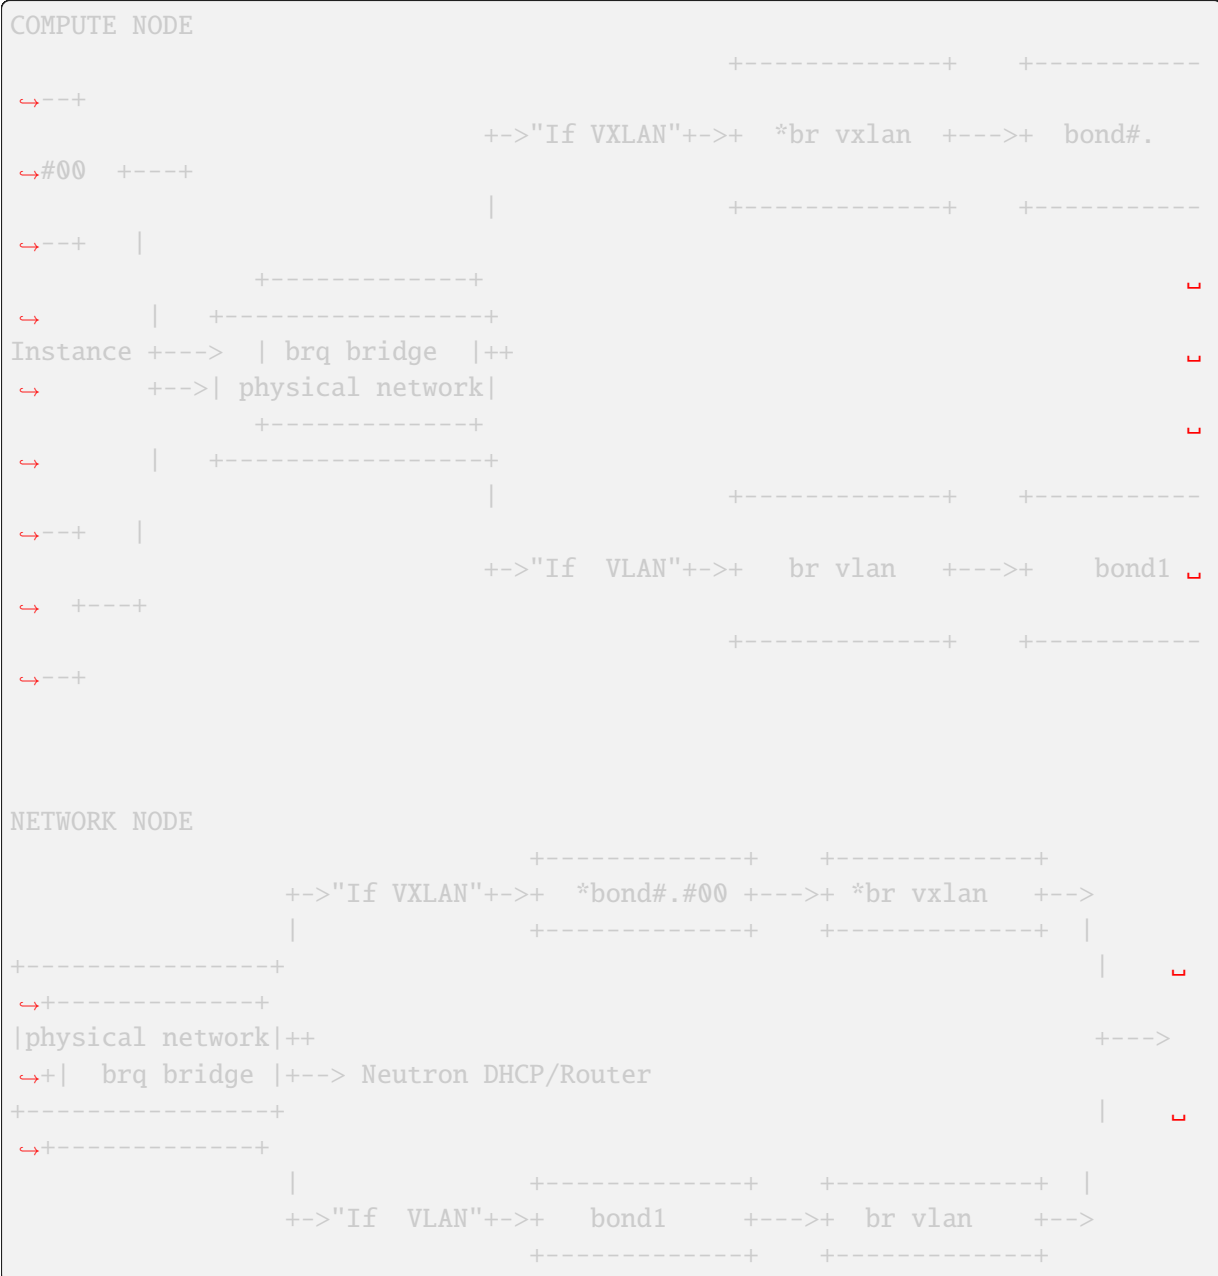 COMPUTE NODE
                                               +--------------+    +-----------
↪--+
                               +->"If VXLAN"+->+  *br vxlan  +--->+  bond#.
↪#00  +----+
                               |               +--------------+    +-----------
↪--+   |
                +--------------+                                              ␣
↪       |   +-----------------+
Instance +--->  | brq bridge  |++                                             ␣
↪       +-->| physical network|
                +--------------+                                              ␣
↪       |   +-----------------+
                               |               +--------------+    +-----------
↪--+   |
                               +->"If  VLAN"+->+   br vlan   +--->+    bond1 ␣
↪  +----+
                                               +--------------+    +-----------
↪--+
NETWORK NODE
                                  +--------------+    +--------------+
                  +->"If VXLAN"+->+  *bond#.#00 +--->+ *br vxlan   +-->
                  |               +--------------+    +--------------+  |
+----------------+                                                     |    ␣
↪+-------------+
|physical network|++                                                   +--->
↪+|  brq bridge |+--> Neutron DHCP/Router
+----------------+                                                     |    ␣
↪+-------------+
                  |               +--------------+    +--------------+  |
                  +->"If  VLAN"+->+   bond1     +--->+  br vlan    +-->
                                  +--------------+    +--------------+